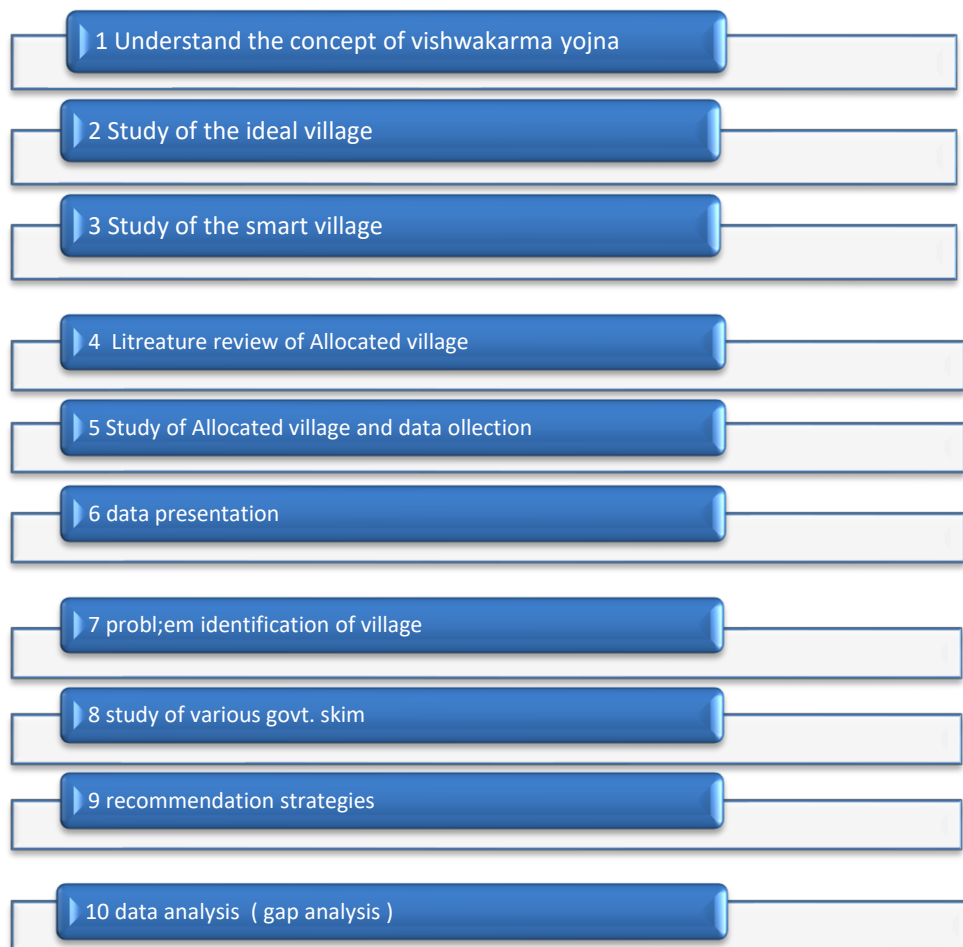 1 Understand the concept of vishwakarma yojna
2 Study of the ideal village
3 Study of the smart village
4 Litreature review of Allocated village
5 Study of Allocated village and data ollection
6 data presentation
7 probl;em identification of village
8 study of various govt. skim
9 recommendation strategies
10 data analysis ( gap analysis )